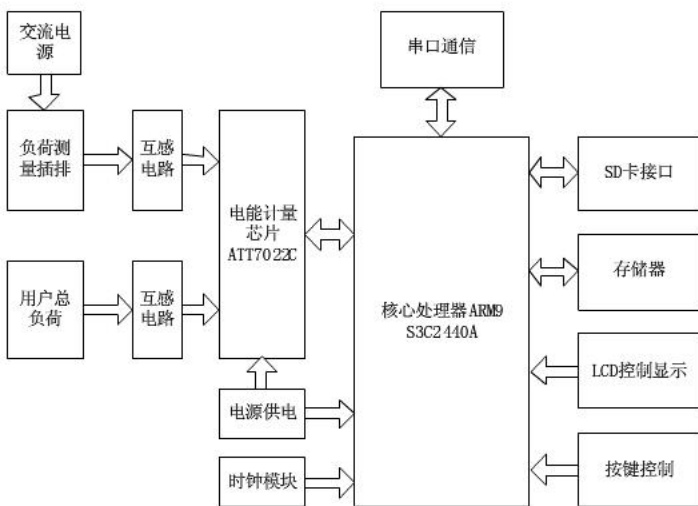 交流电
源
串口通信
负荷测
量插排
互感
电路
电能计量
芯片
ATT7022C
SD卡接口
用户总
负荷
互感
电路
存储器
核心处理器ARM9
S3C2440A
LCD控制显示
电源供电
时钟模块
按键控制